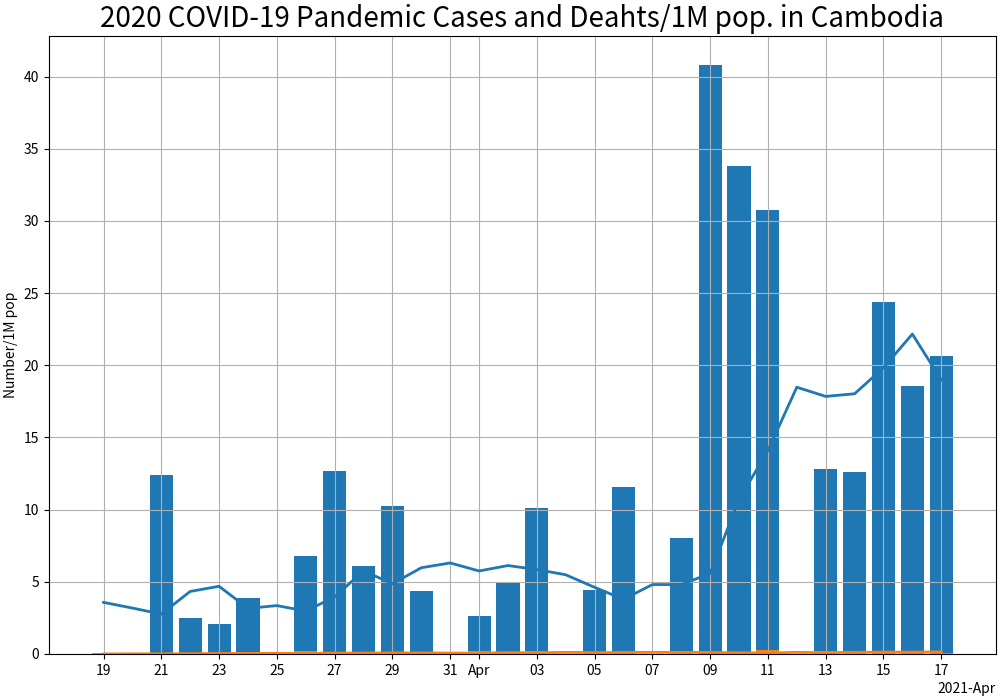 2020 COVID-19 Pandemic Cases and Deahts/1M pop. in Cambodia
Number/1M pop
40
35
30
25
20
15
10
5
0
19 21 23 25 27 29 31 Apr 03 05 07 09 11 13 15 17
2021-Apr